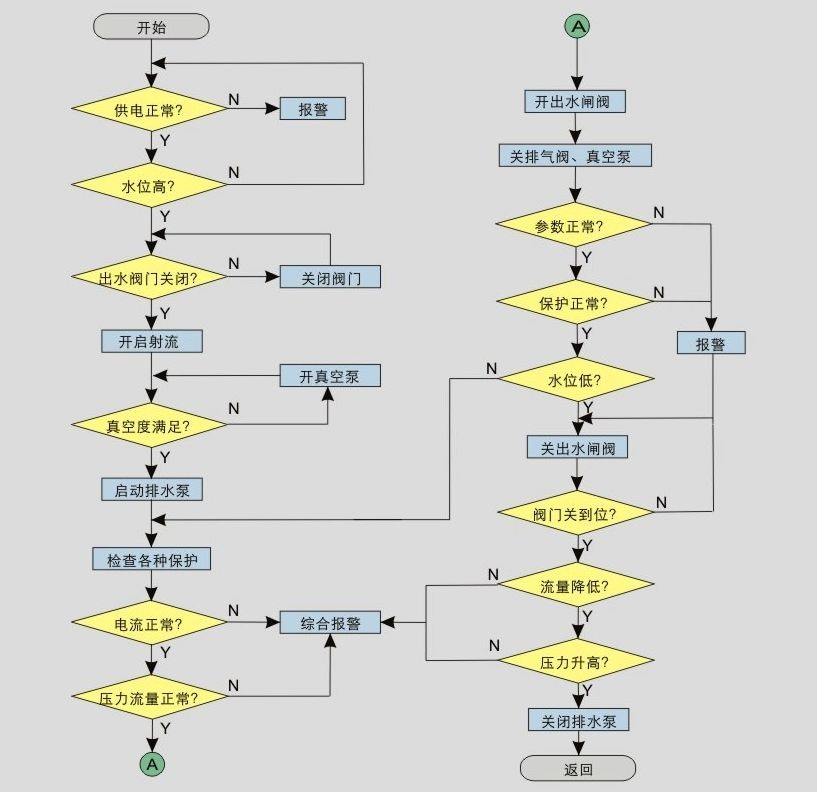 开始
供电正常?
N
报警
Y
水位高?
N
Y
出水阀门关闭?
N
关闭阀门
Y
开启射流
开真空泵
真空度满足?
N
Y
启动排水泵
检查各种保护
电流正常?
N
综合报警
Y
压力流量正常?
N
Y
A
A
开出水闸阀
关排气阀、真空泵
参数正常?
N
Y
保护正常?
N
Y
报警
N
水位低?
Y
关出水闸阀
阀门关到位?
N
Y
N
流量降低?
Y
N
压力升高?
Y
关闭排水泵
返回